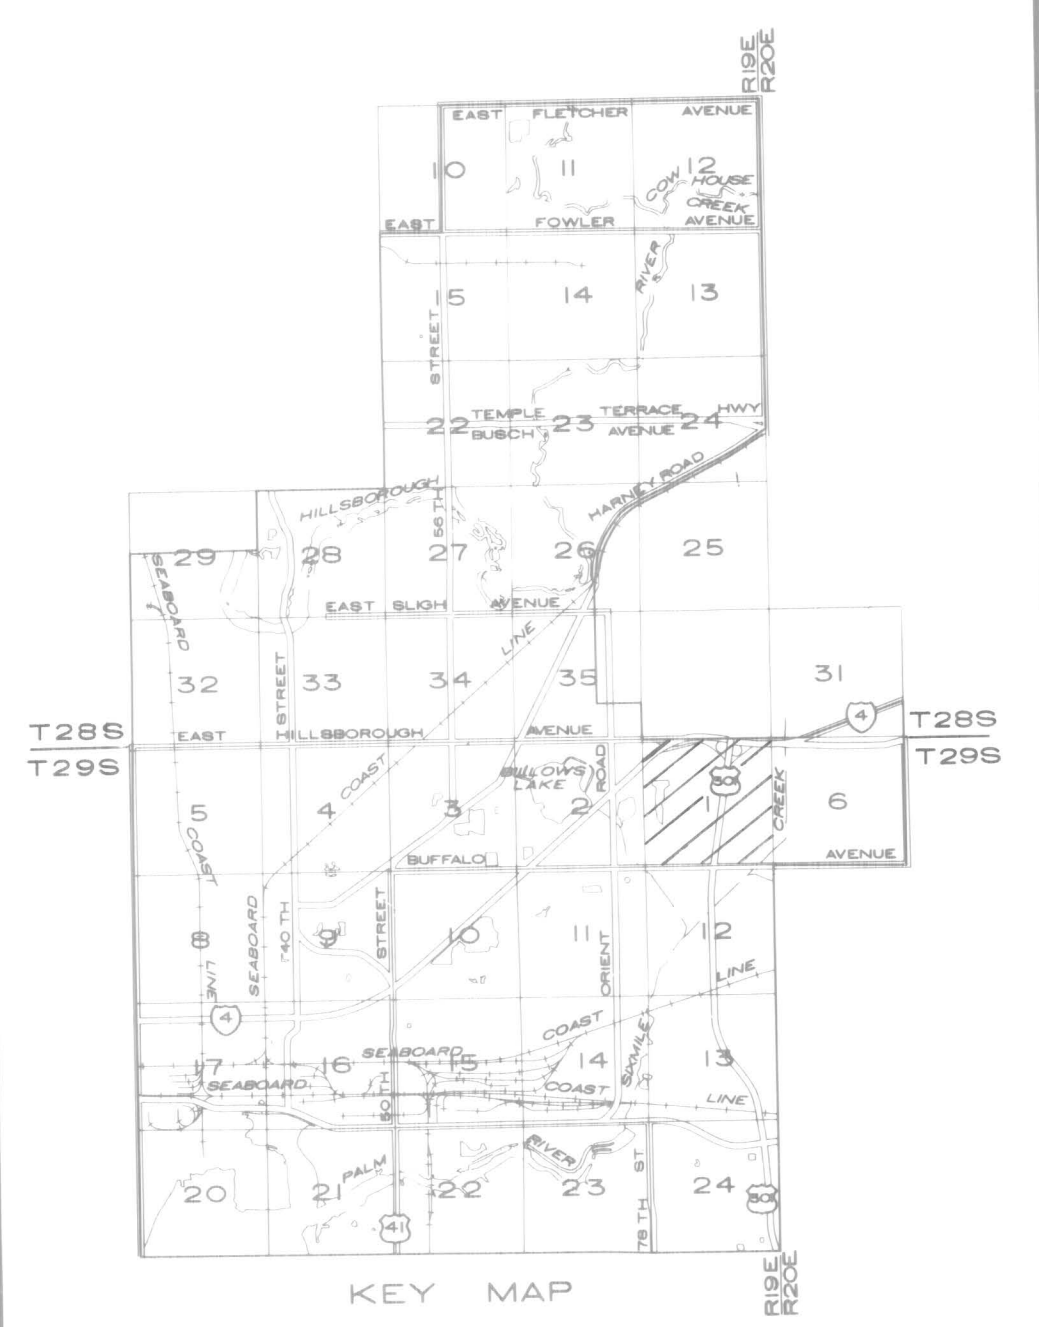 R19E
R20E
EAST FLETCHER AVENUE
10 11 12
COW HOUSE
CREEK
EAST FOWLER AVENUE
RIVER
15 14 13
STREET
TEMPLE TERRACE HWY
22 23 24
BUSCH AVENUE
HARNEY ROAD
HILLSBOROUGH
56 TH
29 28 27 26 25
SEABOARD
EAST SLIGH AVENUE
LINE
32 33 34 35 31
STREET
4
T28S T28S
EAST HILLSBOROUGH AVENUE
T29S T29S
COAST
ROAD
LAKE
CREEK
5 4 3 2 1 6
COAST
BUFFALO AVENUE
SEABOARD
40 TH
STREET
8 9 10 11 12
LINE
ORIENT
LINE
4
COAST
SIXMILE
SEABOARD
17 16 15 14 13
SEABOARD
50 TH
COAST
LINE
PALM
RIVER
ST
78 TH
20 21 22 23 24
41
KEY MAP
R19E
R20E